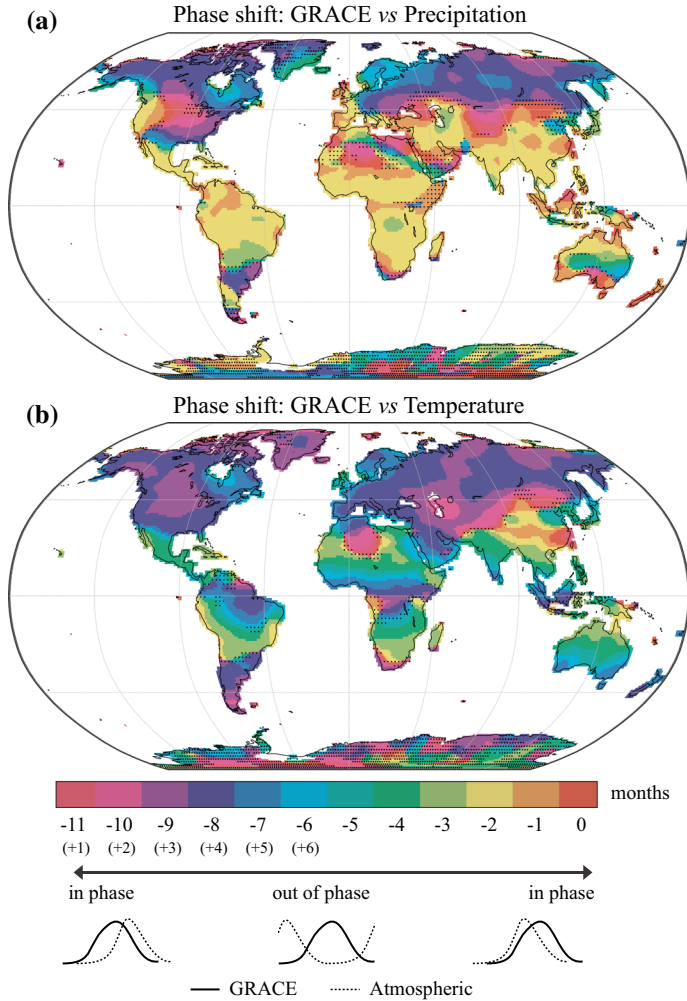 (a)
Phase shift: GRACE vs Precipitation
(b)
Phase shift: GRACE vs Temperature
months
-11 -10 -9 -8 -7 -6 -5 -4 -3 -2 -1 0
(+1) (+2) (+3) (+4) (+5) (+6)
in phase out of phase in phase
GRACE Atmospheric